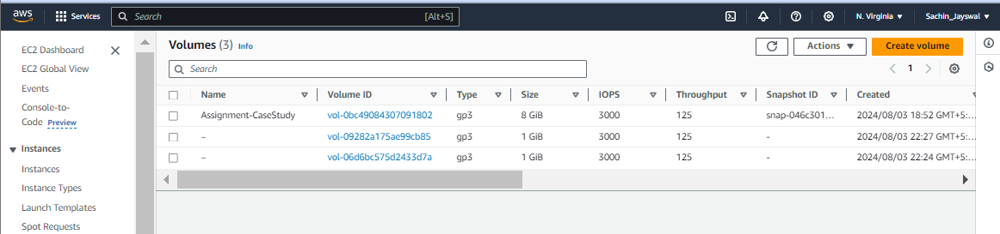 aws Services Search [Alt+S] N. Virginia Sachin_Jayswal
EC2 Dashboard
EC2 Global View
Events
Console-to-
Code Preview
Instances
Instances
Instance Types
Launch Templates
Spot Requests
Volumes (3) Info Actions Create volume
Search
1
Name Volume ID Type Size IOPS Throughput Snapshot ID Created
Assignment-CaseStudy vol-0bc49084307091802 gp3 8 GiB 3000 125 snap-046c301... 2024/08/03 18:52 GMT+5:...
– vol-09282a175ae99cb85 gp3 1 GiB 3000 125 - 2024/08/03 22:27 GMT+5:...
– vol-06d6bc575d2433d7a gp3 1 GiB 3000 125 - 2024/08/03 22:24 GMT+5:...